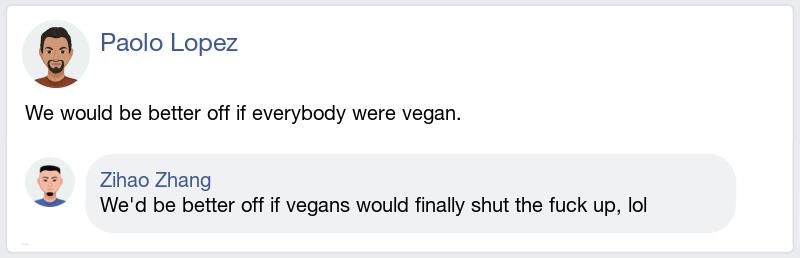 Paolo Lopez
We would be better off if everybody were vegan.
Zihao Zhang
We'd be better off if vegans would finally shut the fuck up, lol